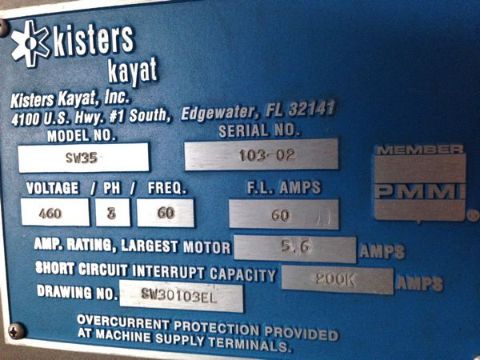 kisters
kayat
Kisters Kayat, Inc.
4100 U.S. Hwy. #1 South, Edgewater, FL 32141
MODEL NO. SERIAL NO.
SW35 103-02
MEMBER
PMMI
®
VOLTAGE / PH / FREQ. F.L. AMPS
460 3 60 60
AMP. RATING, LARGEST MOTOR 5.6 AMPS
SHORT CIRCUIT INTERRUPT CAPACITY 200K AMPS
DRAWING NO. SW30103EL
OVERCURRENT PROTECTION PROVIDED
AT MACHINE SUPPLY TERMINALS.